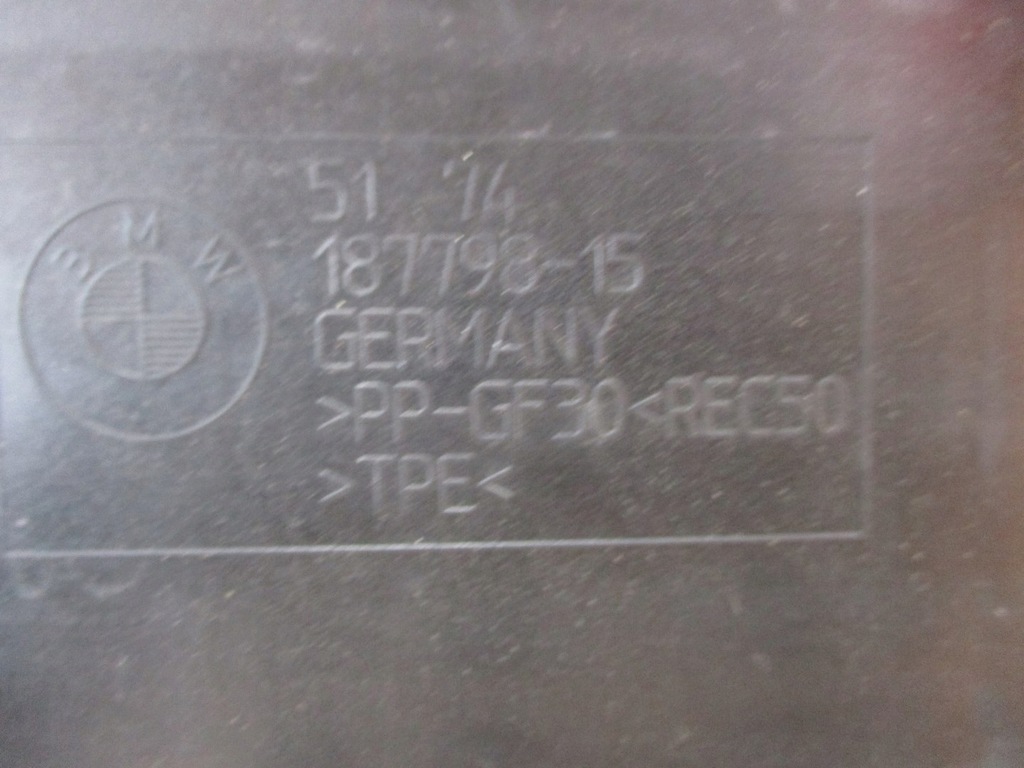 BMW
51 74
187798-15
GERMANY
>PP-GF30<REC50
>TPE<